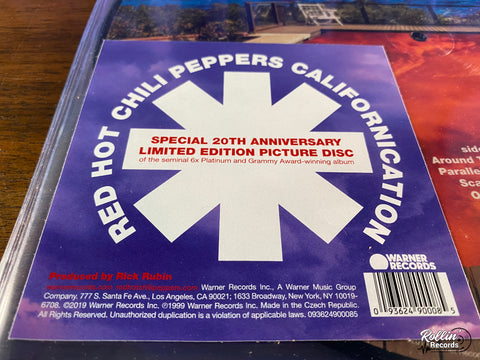 RED HOT CHILI PEPPERS CALIFORNICATION
SPECIAL 20TH ANNIVERSARY
LIMITED EDITION PICTURE DISC
of the seminal 6x Platinum and Grammy Award-winning album
Produced by Rick Rubin
Warner Records Inc., A Warner Music Group
Company. 777 S. Santa Fe Ave., Los Angeles, CA 90021; 1633 Broadway, New York, NY 10019-
6708. ©2019 Warner Records Inc. ℗1999 Warner Records Inc. Made in the Czech Republic.
All Rights Reserved. Unauthorized duplication is a violation of applicable laws. 093624900085
WARNER
RECORDS
0 93624 90008 5
side
Around T
Paralle
Sca
O
Rollin
Records